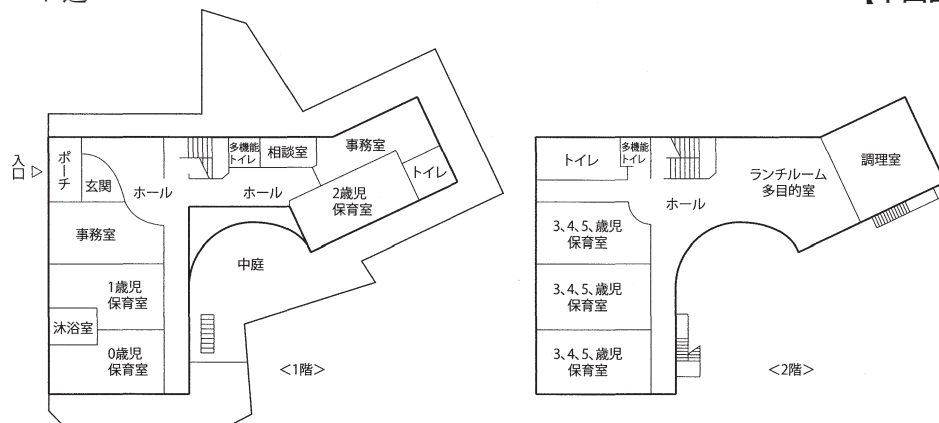 入口
ポーチ
玄関
ホール
多機能
トイレ
相談室
事務室
トイレ
ホール
2歳児
保育室
事務室
中庭
1歳児
保育室
沐浴室
0歳児
保育室
<1階>
トイレ
多機能
トイレ
ランチルーム
多目的室
調理室
ホール
3、4、5、歳児
保育室
3、4、5、歳児
保育室
3、4、5、歳児
保育室
<2階>